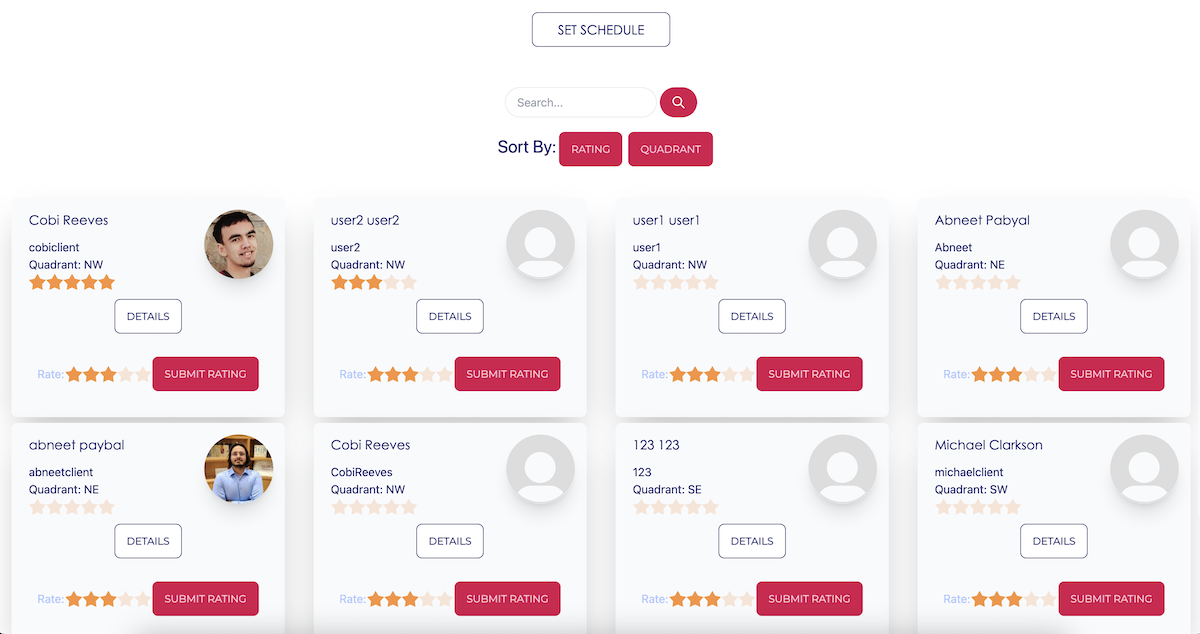 SET SCHEDULE
Search...
Sort By: RATING QUADRANT
Cobi Reeves
cobiclient
Quadrant: NW
DETAILS
Rate: SUBMIT RATING
user2 user2
user2
Quadrant: NW
DETAILS
Rate: SUBMIT RATING
user1 user1
user1
Quadrant: NW
DETAILS
Rate: SUBMIT RATING
Abneet Pabyal
Abneet
Quadrant: NE
DETAILS
Rate: SUBMIT RATING
abneet paybal
abneetclient
Quadrant: NE
DETAILS
Rate: SUBMIT RATING
Cobi Reeves
CobiReeves
Quadrant: NW
DETAILS
Rate: SUBMIT RATING
123 123
123
Quadrant: SE
DETAILS
Rate: SUBMIT RATING
Michael Clarkson
michaelclient
Quadrant: SW
DETAILS
Rate: SUBMIT RATING